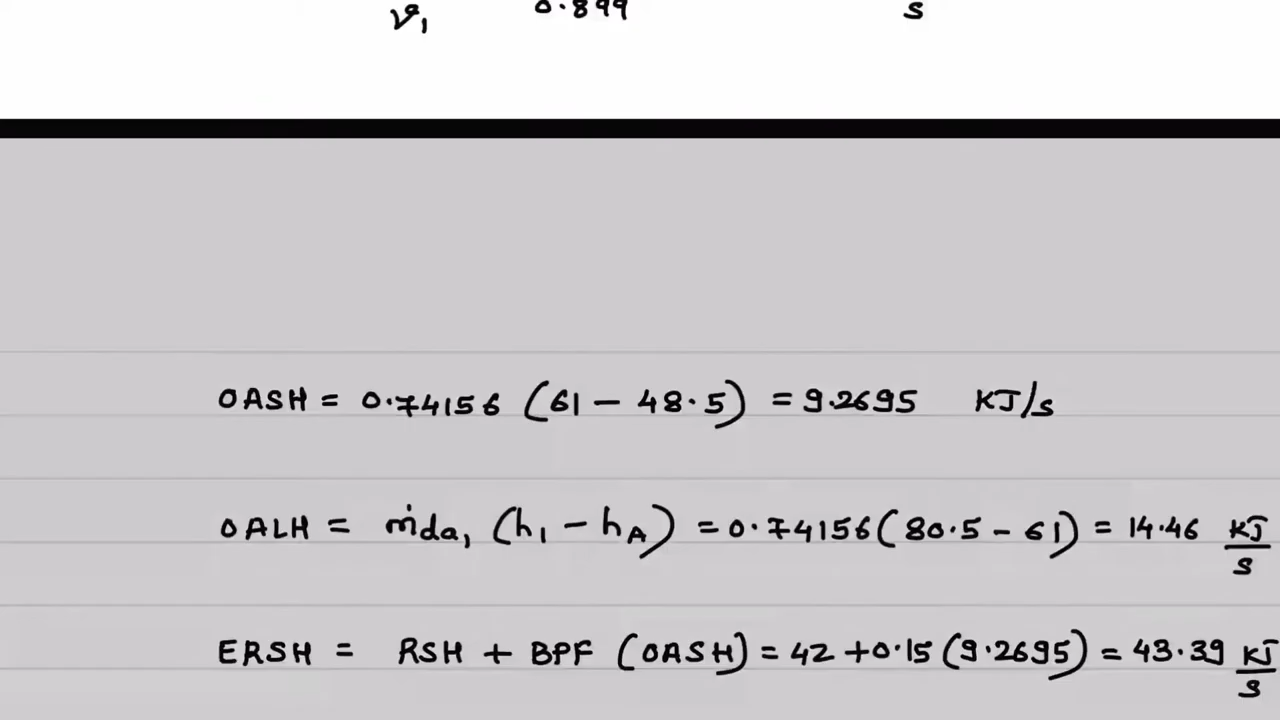 v₁ 0.899 s
OASH = 0.74156 (61 − 48.5) = 9.2695 KJ/s
OALH = ṁda₁ (h₁ − hA) = 0.74156 (80.5 − 61) = 14.46 KJ/s
ERSH = RSH + BPF (OASH) = 42 + 0.15 (9.2695) = 43.39 KJ/s